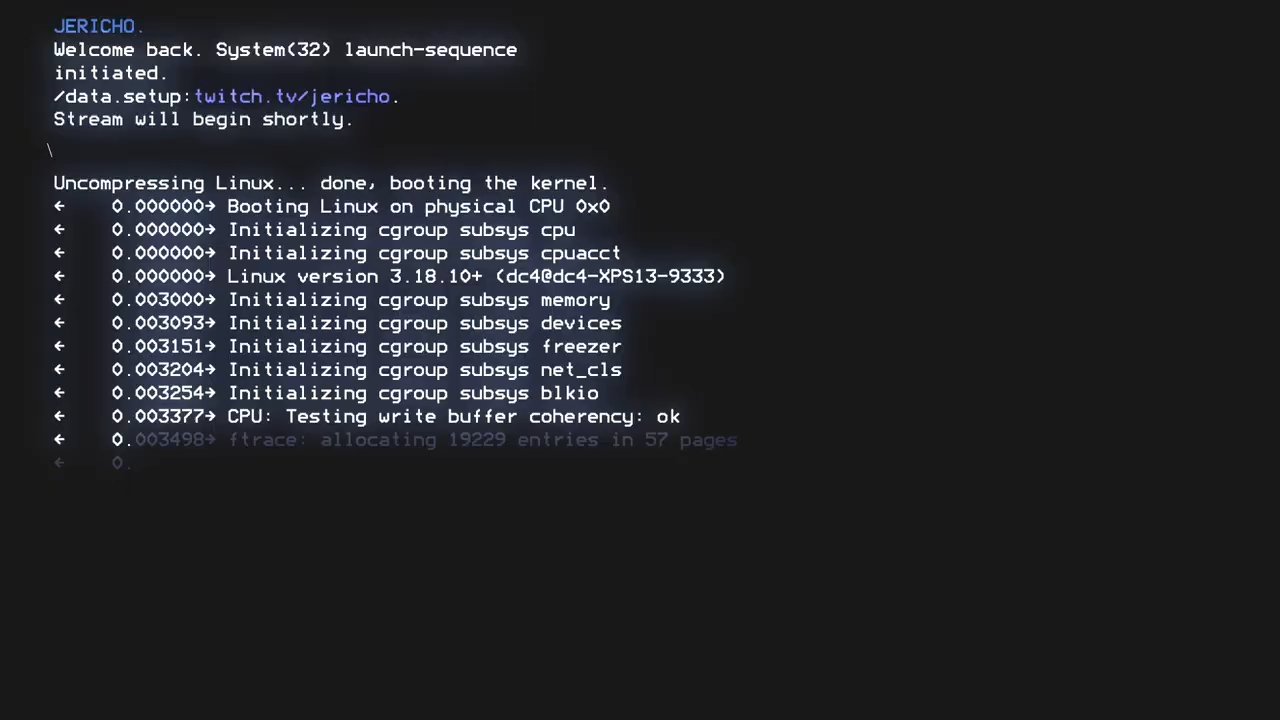 JERICHO.
Welcome back. System(32) launch-sequence
initiated.
/data.setup:twitch.tv/jericho.
Stream will begin shortly.
\
Uncompressing Linux... done, booting the kernel.
←    0.000000→ Booting Linux on physical CPU 0x0
←    0.000000→ Initializing cgroup subsys cpu
←    0.000000→ Initializing cgroup subsys cpuacct
←    0.000000→ Linux version 3.18.10+ (dc4@dc4-XPS13-9333)
←    0.003000→ Initializing cgroup subsys memory
←    0.003093→ Initializing cgroup subsys devices
←    0.003151→ Initializing cgroup subsys freezer
←    0.003204→ Initializing cgroup subsys net_cls
←    0.003254→ Initializing cgroup subsys blkio
←    0.003377→ CPU: Testing write buffer coherency: ok
←    0.003498→ ftrace: allocating 19229 entries in 57 pages
←    0.